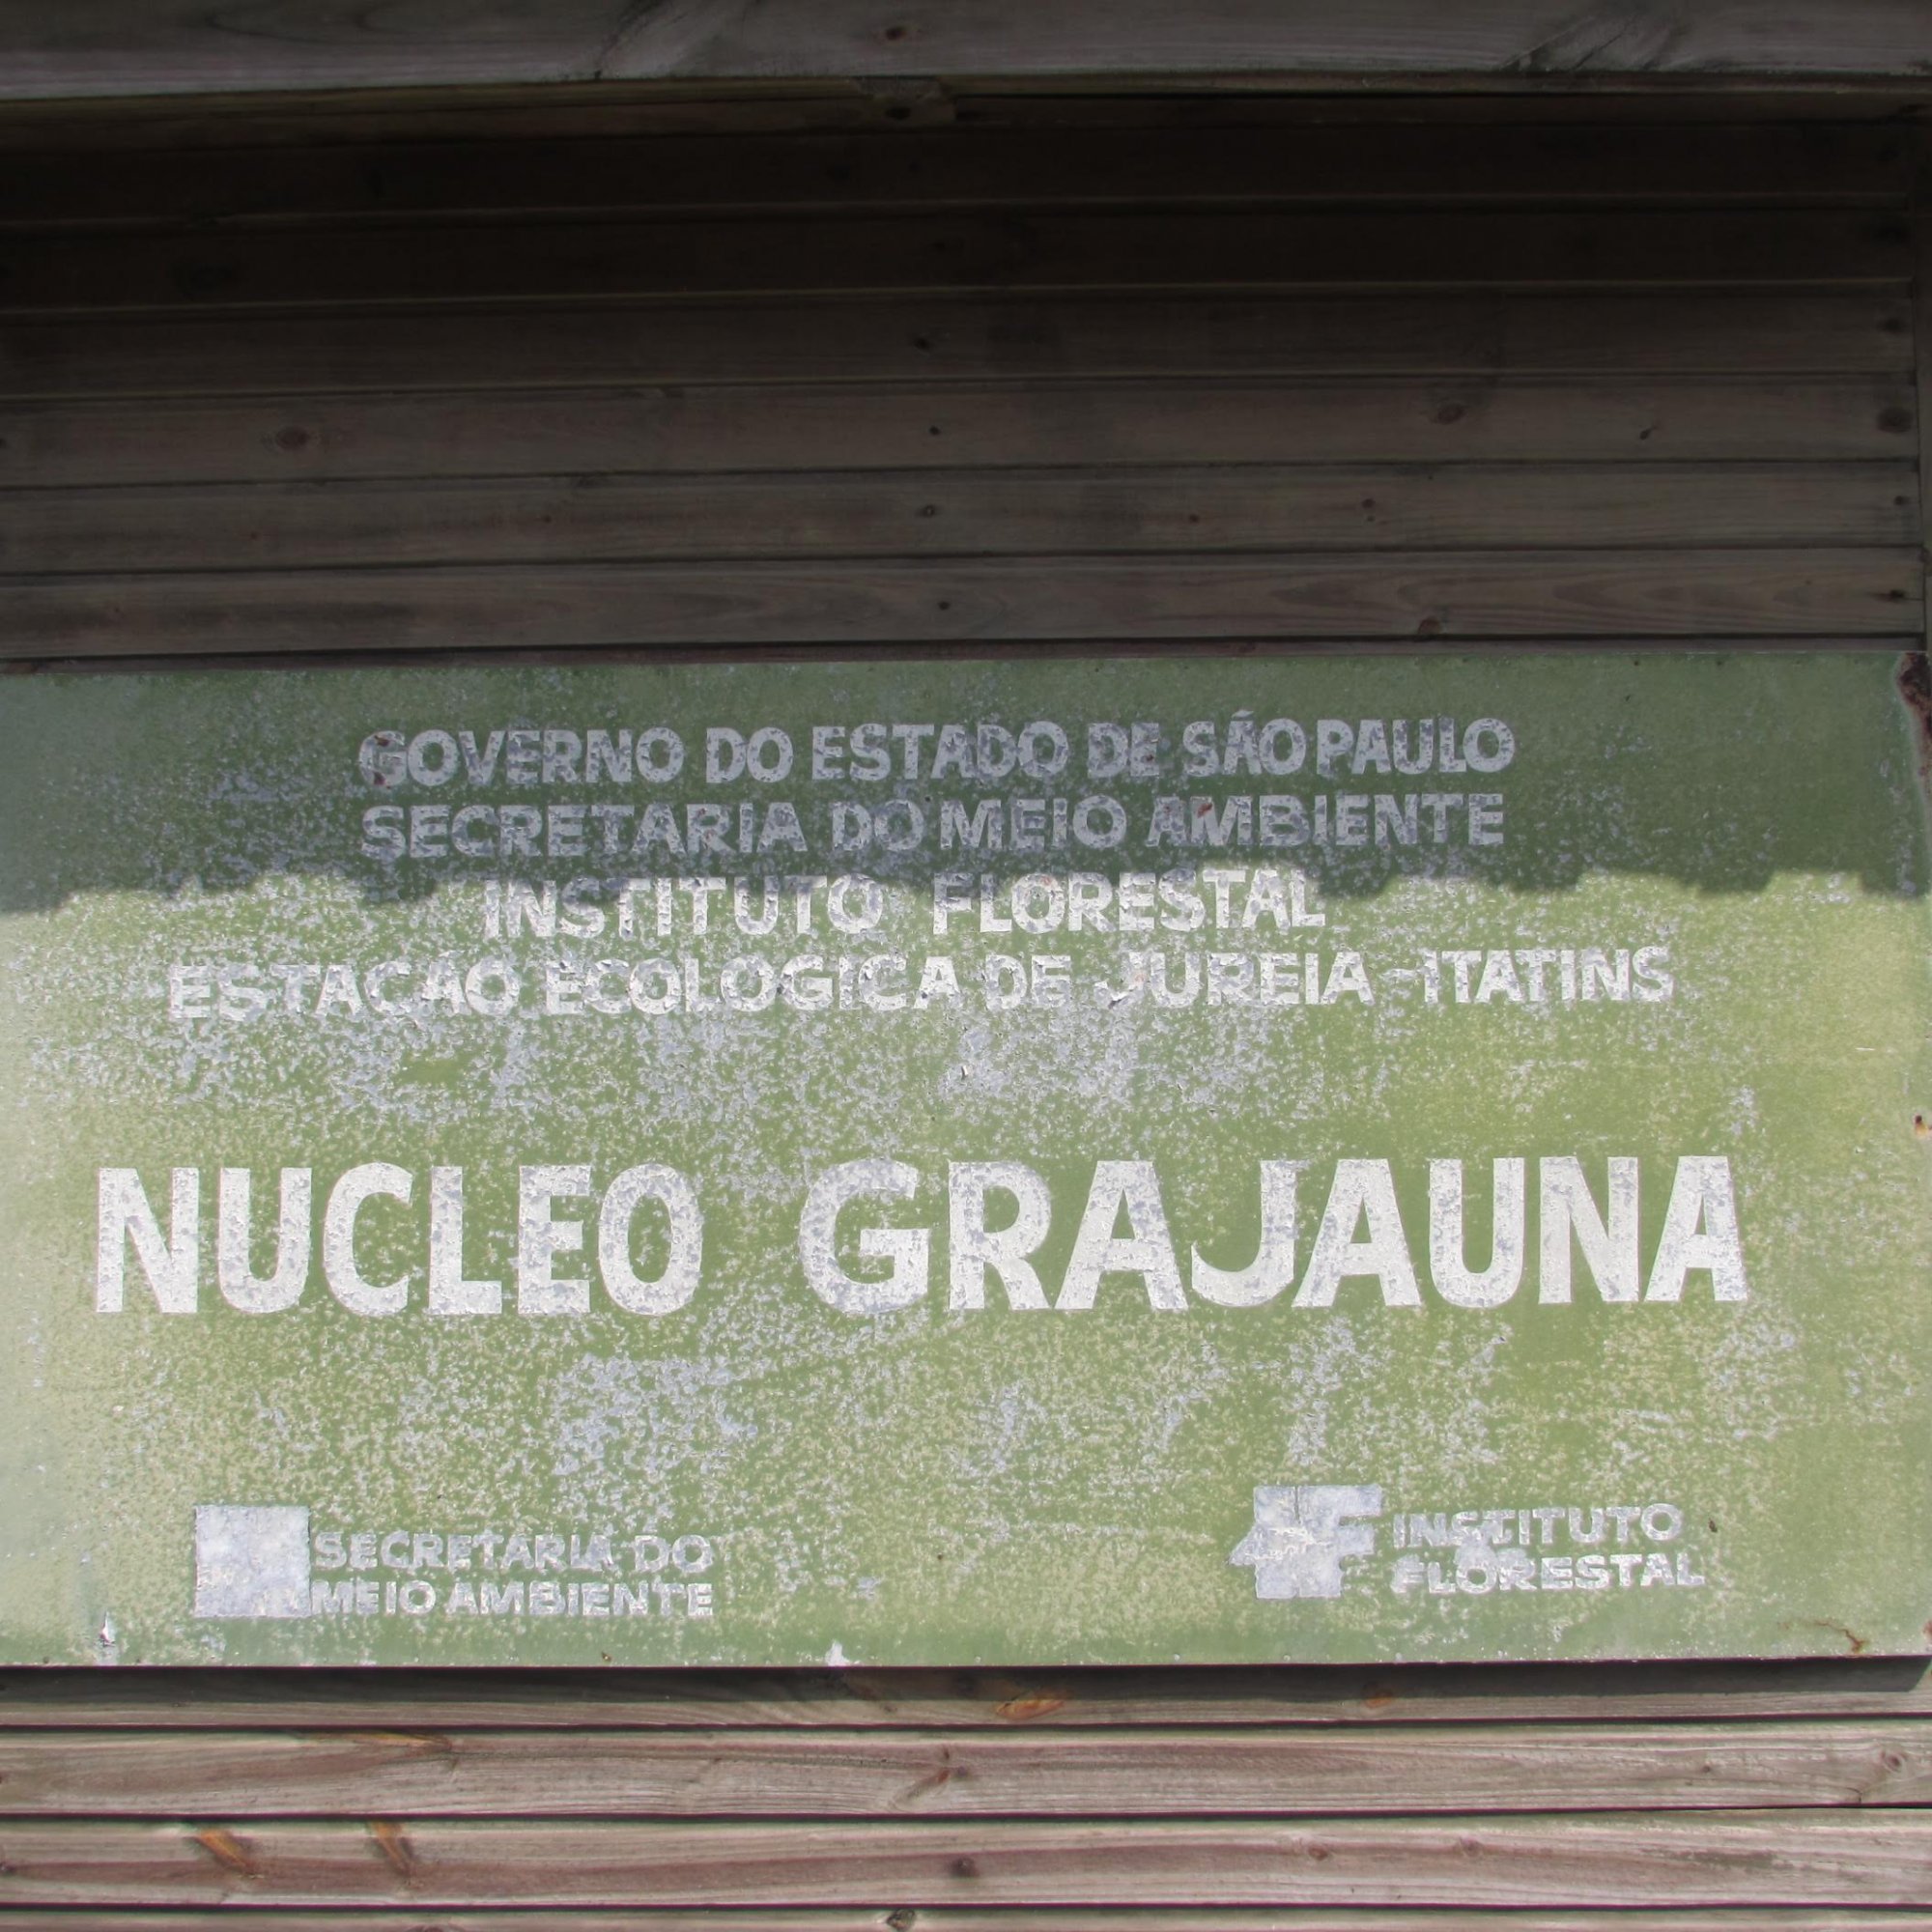 GOVERNO DO ESTADO DE SÃO PAULO
SECRETARIA DO MEIO AMBIENTE
INSTITUTO FLORESTAL
ESTAÇÃO ECOLOGICA DE JUREIA - ITATINS
NUCLEO GRAJAUNA
SECRETARIA DO
MEIO AMBIENTE
IF INSTITUTO
FLORESTAL